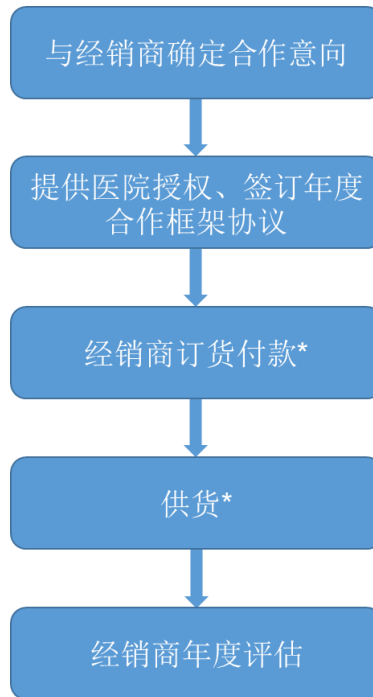 与经销商确定合作意向
提供医院授权、签订年度
合作框架协议
经销商订货付款*
供货*
经销商年度评估